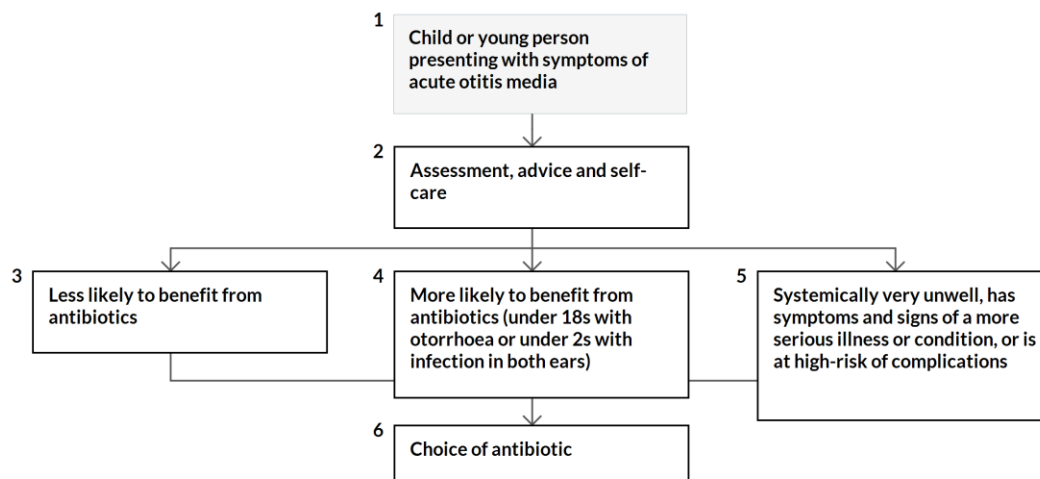 1
Child or young person
presenting with symptoms of
acute otitis media
2
Assessment, advice and self-
care
3
Less likely to benefit from
antibiotics
4
More likely to benefit from
antibiotics (under 18s with
otorrhoea or under 2s with
infection in both ears)
5
Systemically very unwell, has
symptoms and signs of a more
serious illness or condition, or is
at high-risk of complications
6
Choice of antibiotic